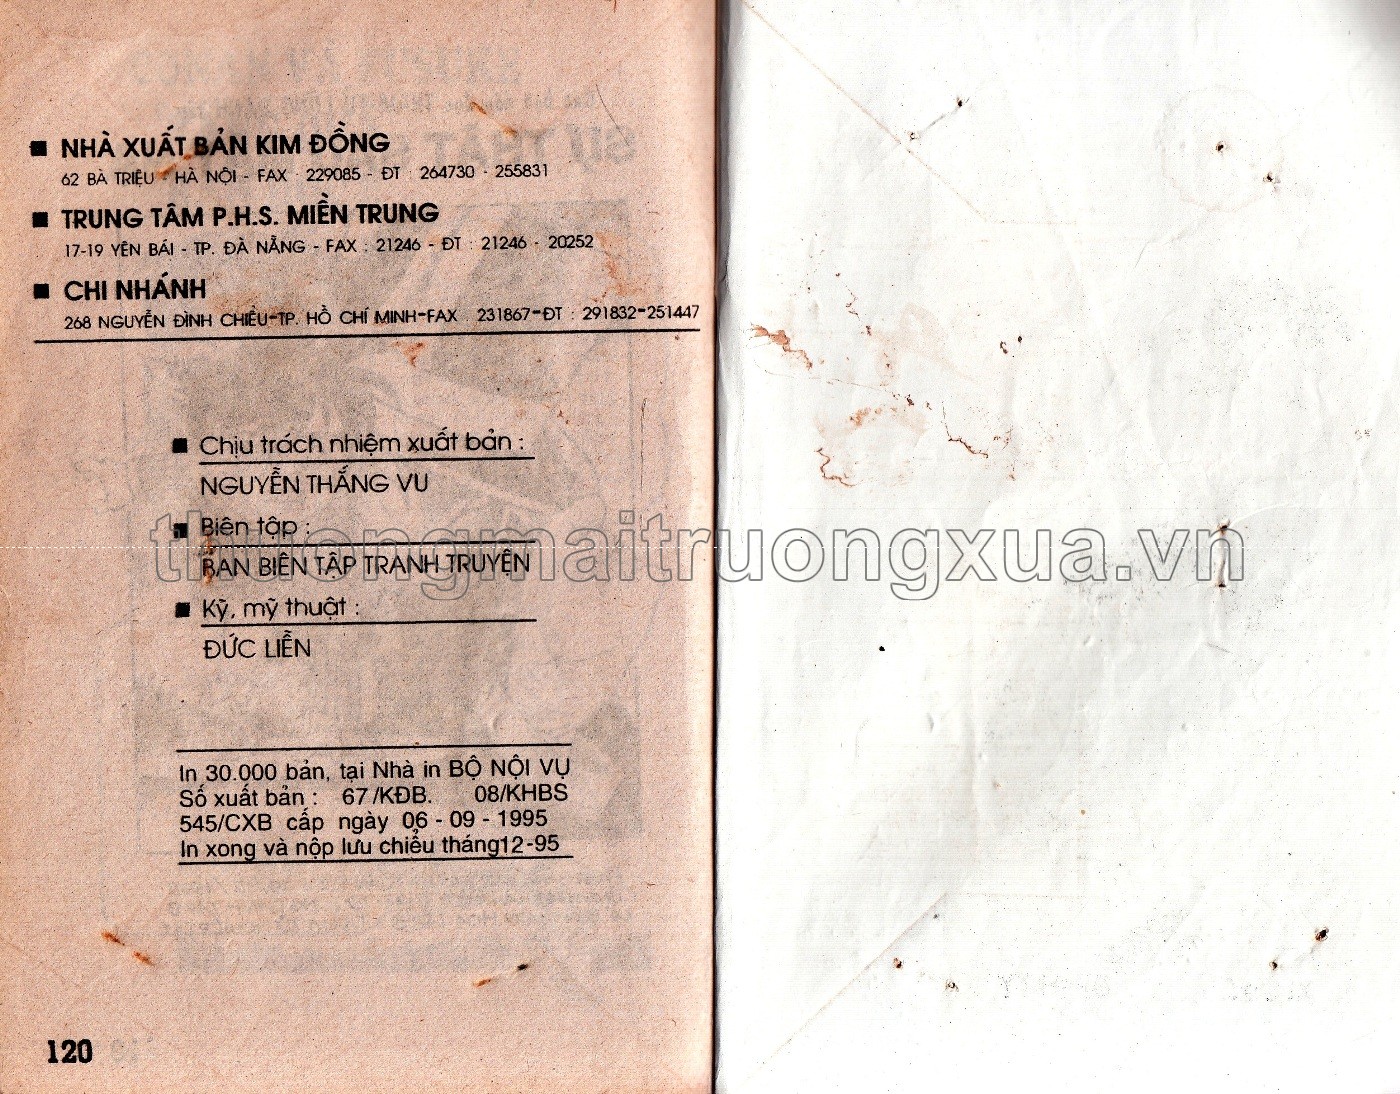 ■ NHÀ XUẤT BẢN KIM ĐỒNG
62 BÀ TRIỆU - HÀ NỘI - FAX : 229085 - ĐT : 264730 - 255831
■ TRUNG TÂM P.H.S. MIỀN TRUNG
17-19 YÊN BÁI - TP. ĐÀ NẴNG - FAX : 21246 - ĐT : 21246 - 20252
■ CHI NHÁNH
268 NGUYỄN ĐÌNH CHIỂU-TP. HỒ CHÍ MINH-FAX : 231867-ĐT : 291832-251447
■ Chịu trách nhiệm xuất bản :
NGUYỄN THẮNG VU
■ Biên tập :
thuongmaitruongxua.vn
BAN BIÊN TẬP TRANH TRUYỆN
■ Kỹ, mỹ thuật :
ĐỨC LIỄN
In 30.000 bản, tại Nhà in BỘ NỘI VỤ
Số xuất bản : 67/KĐB. 08/KHBS
545/CXB cấp ngày 06 - 09 - 1995
In xong và nộp lưu chiểu tháng12-95
120